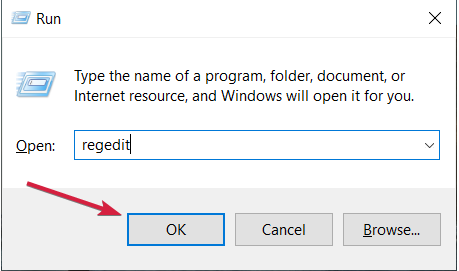 Run
Type the name of a program, folder, document, or
Internet resource, and Windows will open it for you.
Open: regedit
OK Cancel Browse...